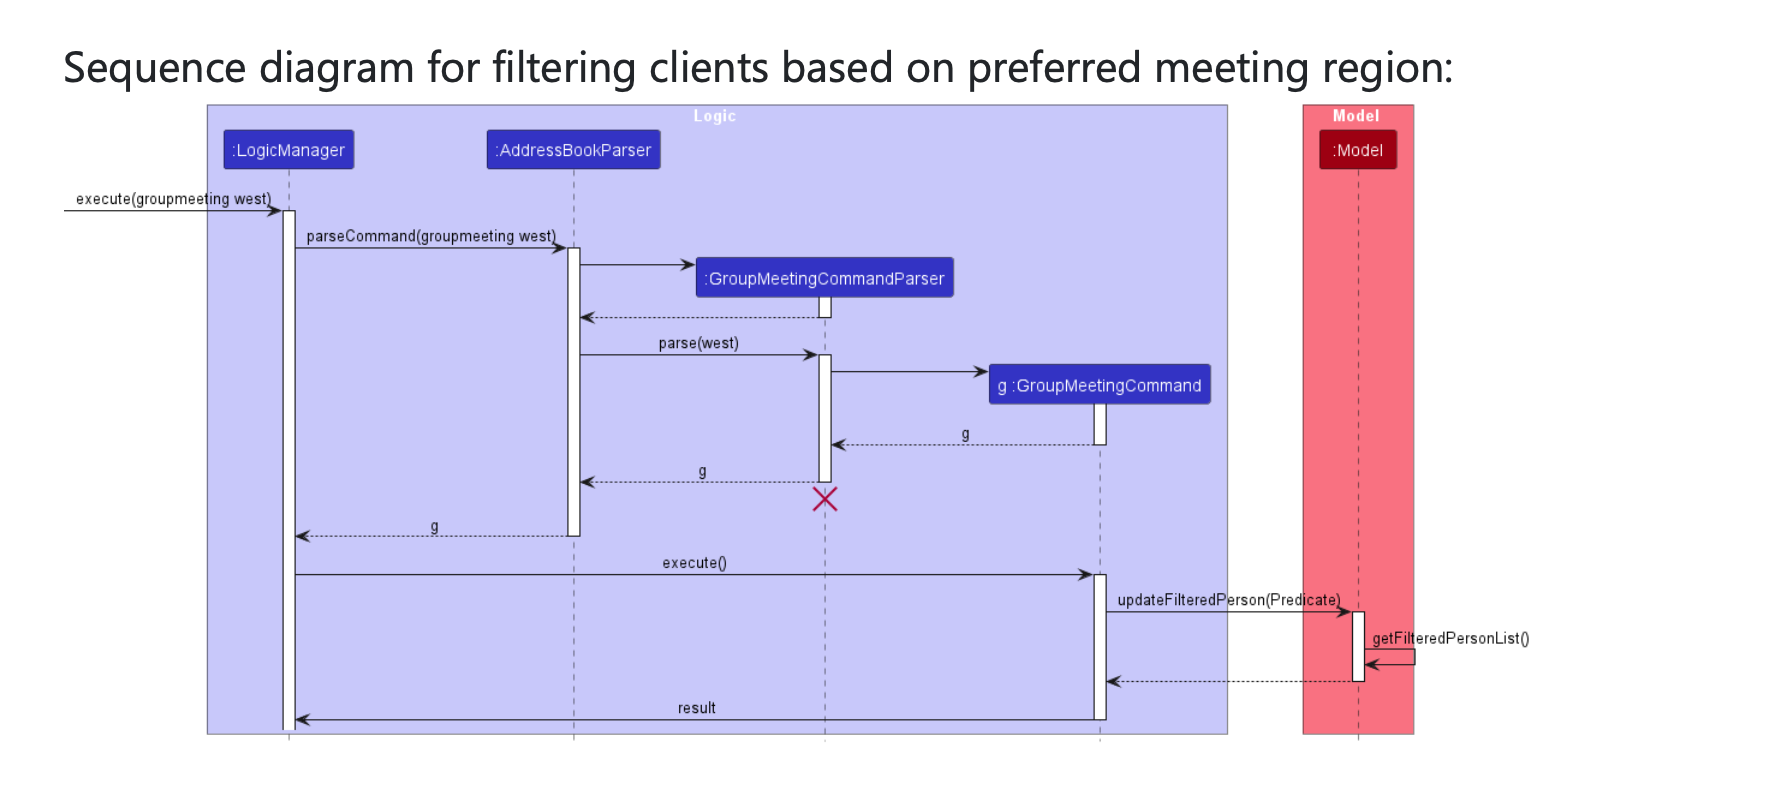 Sequence diagram for filtering clients based on preferred meeting region:
Logic
Model
:LogicManager
:AddressBookParser
:Model
execute(groupmeeting west)
parseCommand(groupmeeting west)
:GroupMeetingCommandParser
parse(west)
g :GroupMeetingCommand
g
g
g
execute()
updateFilteredPerson(Predicate)
getFilteredPersonList()
result